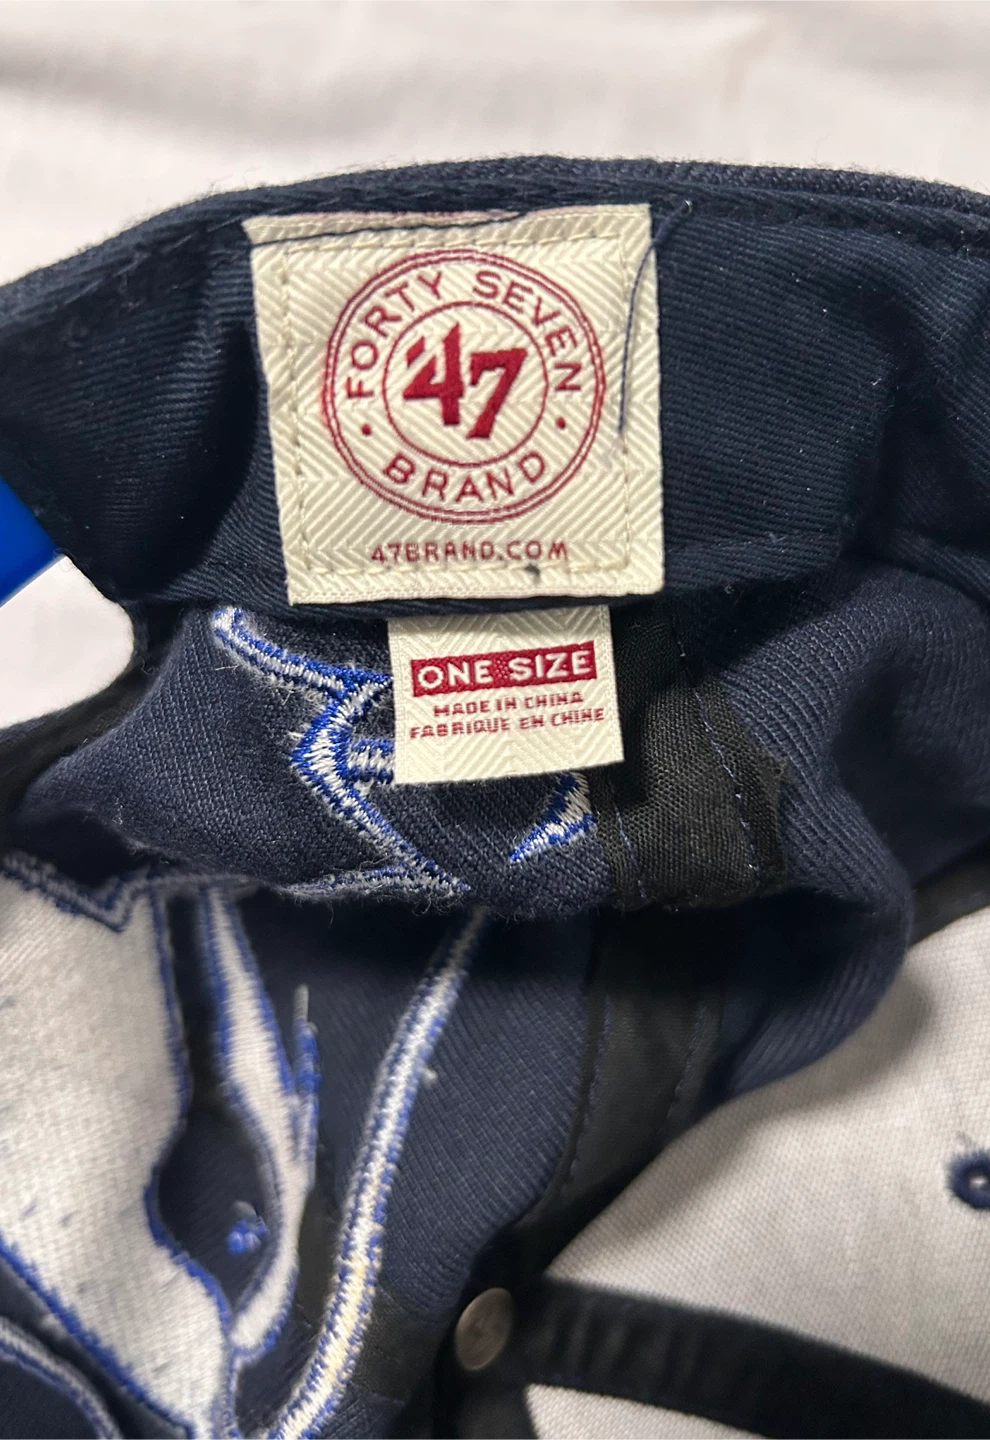 FORTY SEVEN
'47
BRAND
47BRAND.COM
ONE SIZE
MADE IN CHINA
FABRIQUE EN CHINE